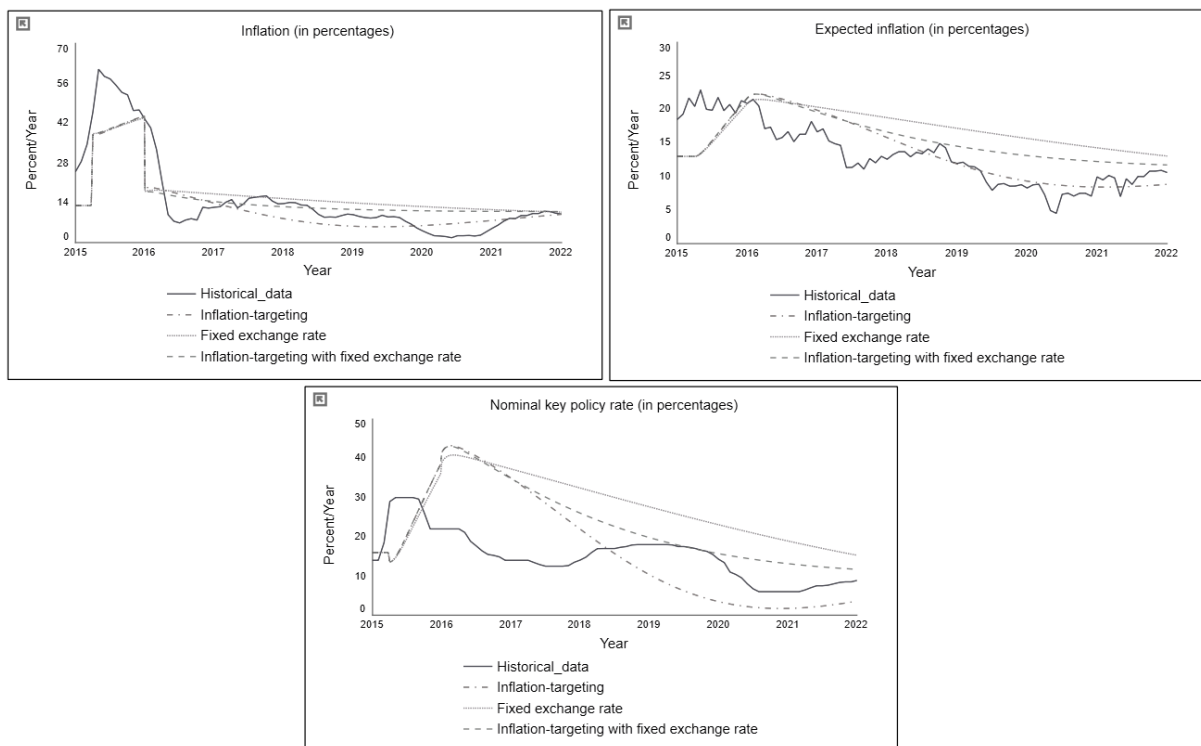 Inflation (in percentages)
Percent/Year
70
56
42
28
14
0
2015 2016 2017 2018 2019 2020 2021 2022
Year
Historical_data
Inflation-targeting
Fixed exchange rate
Inflation-targeting with fixed exchange rate
Expected inflation (in percentages)
Percent/Year
30
25
20
15
10
5
0
2015 2016 2017 2018 2019 2020 2021 2022
Year
Historical_data
Inflation-targeting
Fixed exchange rate
Inflation-targeting with fixed exchange rate
Nominal key policy rate (in percentages)
Percent/Year
50
40
30
20
10
0
2015 2016 2017 2018 2019 2020 2021 2022
Year
Historical_data
Inflation-targeting
Fixed exchange rate
Inflation-targeting with fixed exchange rate